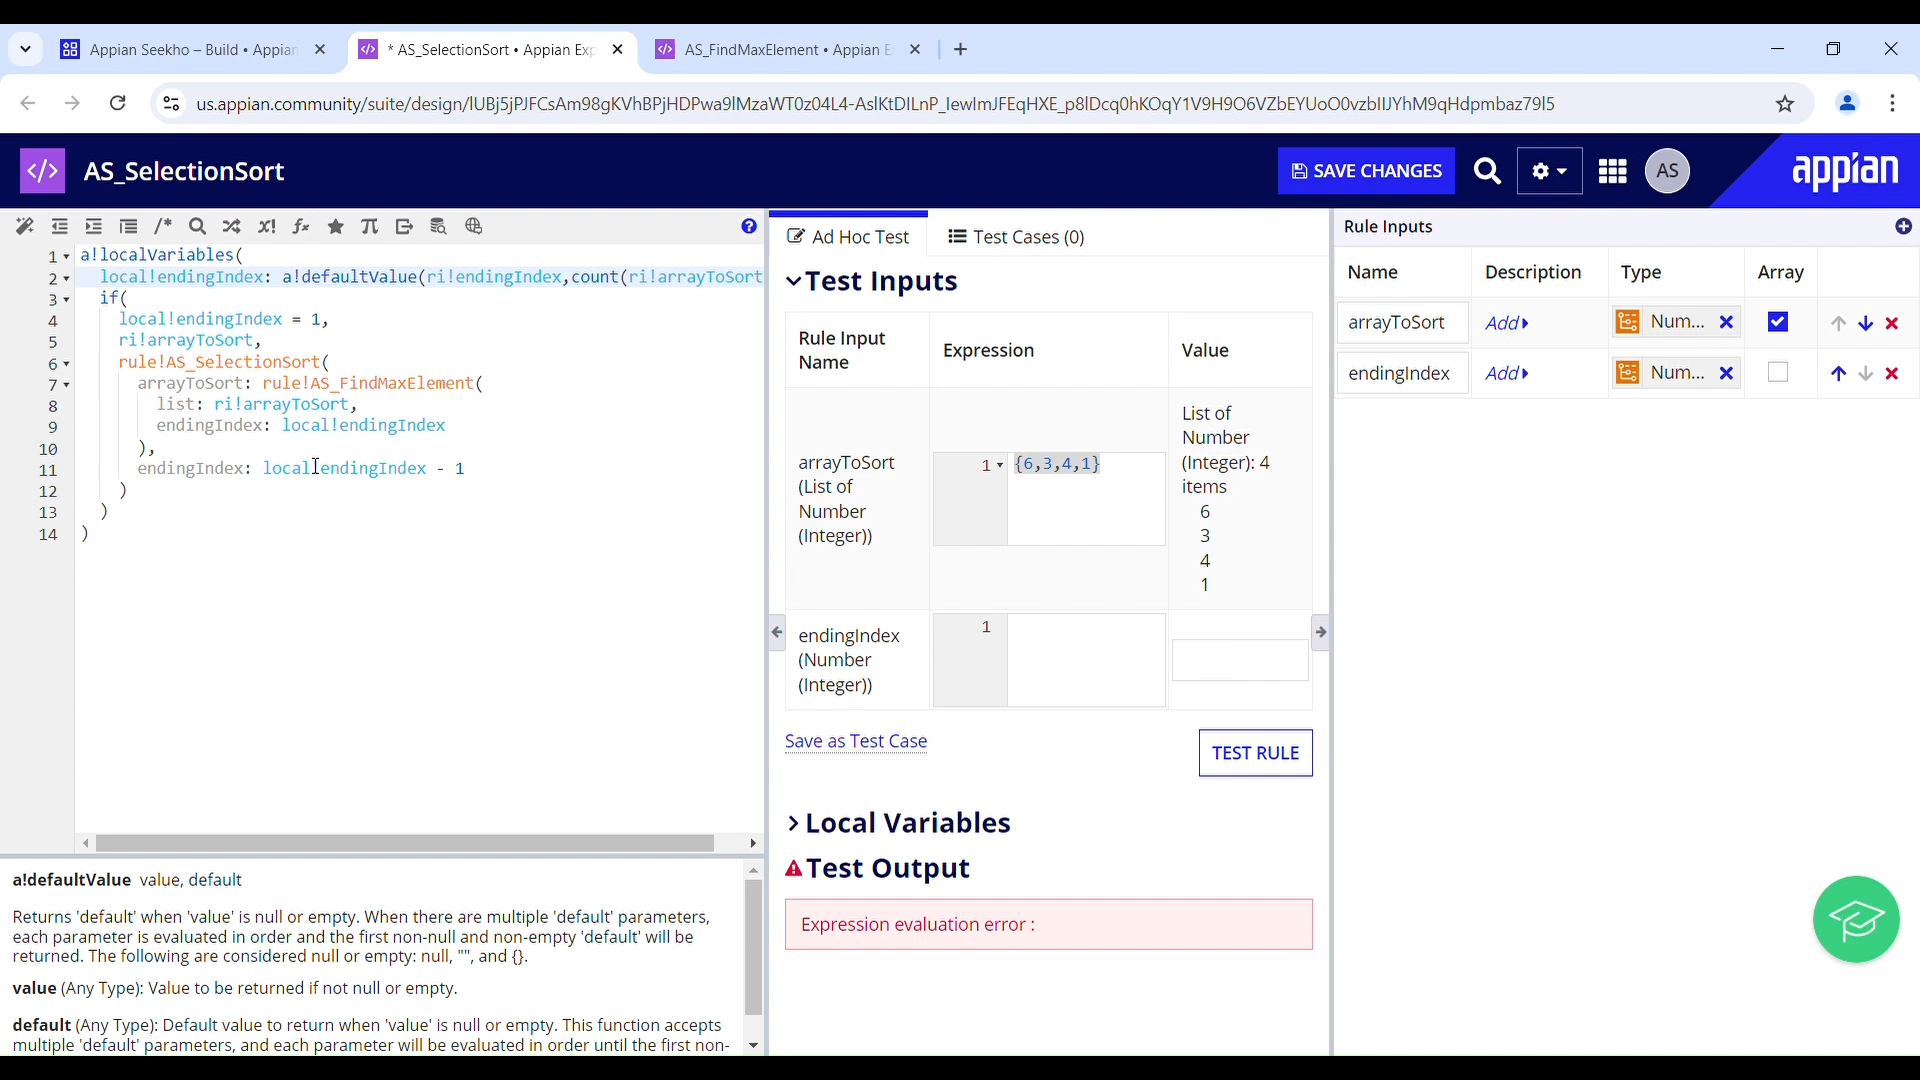 Appian Seekho – Build • Appian
* AS_SelectionSort • Appian Exp
AS_FindMaxElement • Appian E
us.appian.community/suite/design/
AS_SelectionSort
SAVE CHANGES
AS
appian
1 a!localVariables(
2 local!endingIndex: a!defaultValue(ri!endingIndex,count(ri!arrayToSort
3 if(
4 local!endingIndex = 1,
5 ri!arrayToSort,
6 rule!AS_SelectionSort(
7 arrayToSort: rule!AS_FindMaxElement(
8 list: ri!arrayToSort,
9 endingIndex: local!endingIndex
10 ),
11 endingIndex: local!endingIndex - 1
12 )
13 )
14 )
a!defaultValue value, default
Returns 'default' when 'value' is null or empty. When there are multiple 'default' parameters,
each parameter is evaluated in order and the first non-null and non-empty 'default' will be
returned. The following are considered null or empty: null, "", and {}.
value (Any Type): Value to be returned if not null or empty.
default (Any Type): Default value to return when 'value' is null or empty. This function accepts
multiple 'default' parameters, and each parameter will be evaluated in order until the first non-
Ad Hoc Test
Test Cases (0)
Test Inputs
Rule Input
Name
Expression
Value
arrayToSort
(List of
Number
(Integer))
1
{6,3,4,1}
List of
Number
(Integer): 4
items
6
3
4
1
endingIndex
(Number
(Integer))
1
Save as Test Case
TEST RULE
Local Variables
Test Output
Expression evaluation error :
Rule Inputs
Name Description Type Array
arrayToSort Add Num...
endingIndex Add Num...